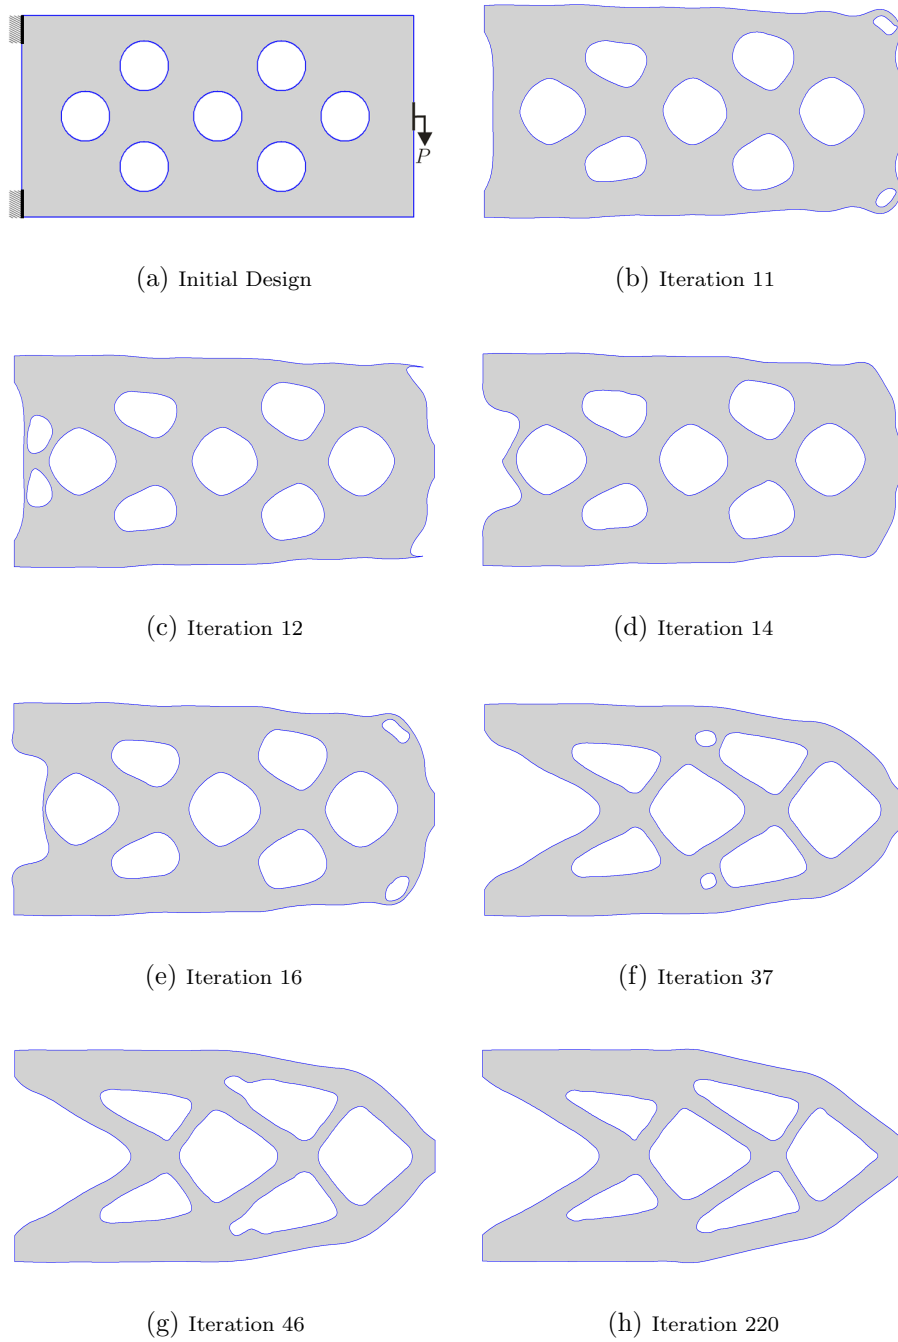 P
(a) Initial Design
(b) Iteration 11
(c) Iteration 12
(d) Iteration 14
(e) Iteration 16
(f) Iteration 37
(g) Iteration 46
(h) Iteration 220